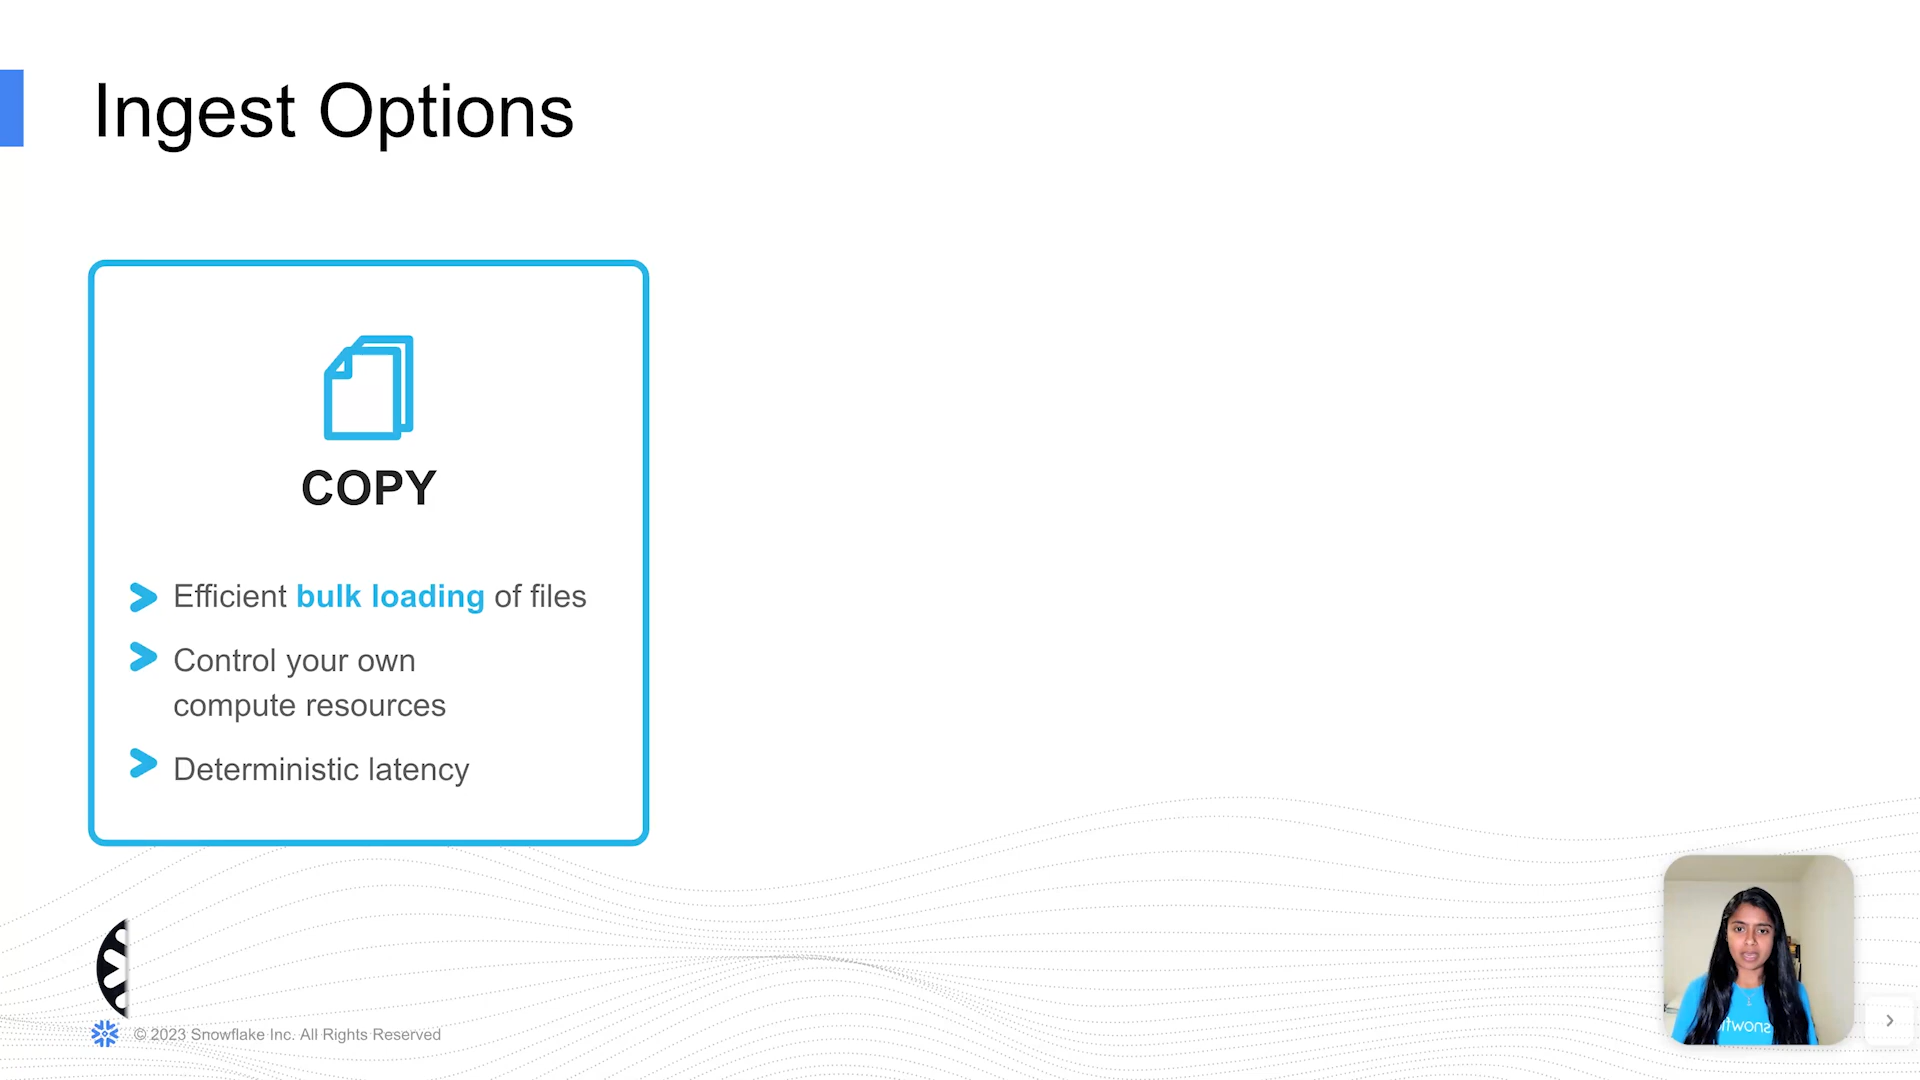 Ingest Options
COPY
Efficient bulk loading of files
Control your own
compute resources
Deterministic latency
© 2023 Snowflake Inc. All Rights Reserved